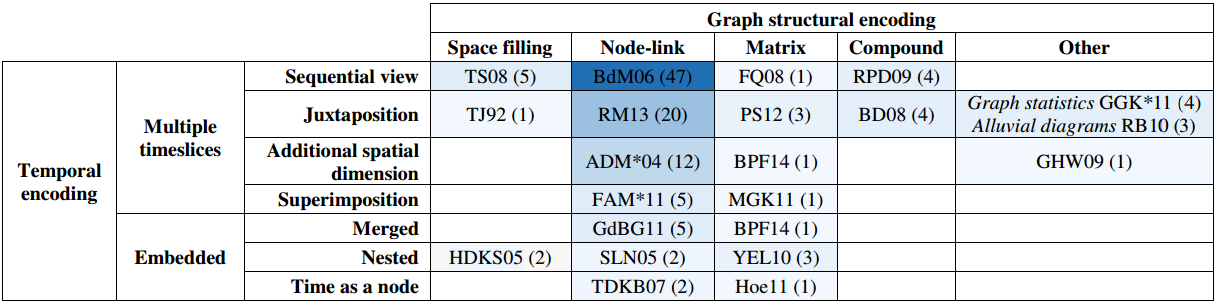 Graph structural encoding
Space filling Node-link Matrix Compound Other
Temporal encoding
Multiple timeslices
Sequential view TS08 (5) BdM06 (47) FQ08 (1) RPD09 (4)
Juxtaposition TJ92 (1) RM13 (20) PS12 (3) BD08 (4) Graph statistics GGK*11 (4)
Alluvial diagrams RB10 (3)
Additional spatial dimension ADM*04 (12) BPF14 (1) GHW09 (1)
Superimposition FAM*11 (5) MGK11 (1)
Embedded
Merged GdBG11 (5) BPF14 (1)
Nested HDKS05 (2) SLN05 (2) YEL10 (3)
Time as a node TDKB07 (2) Hoe11 (1)